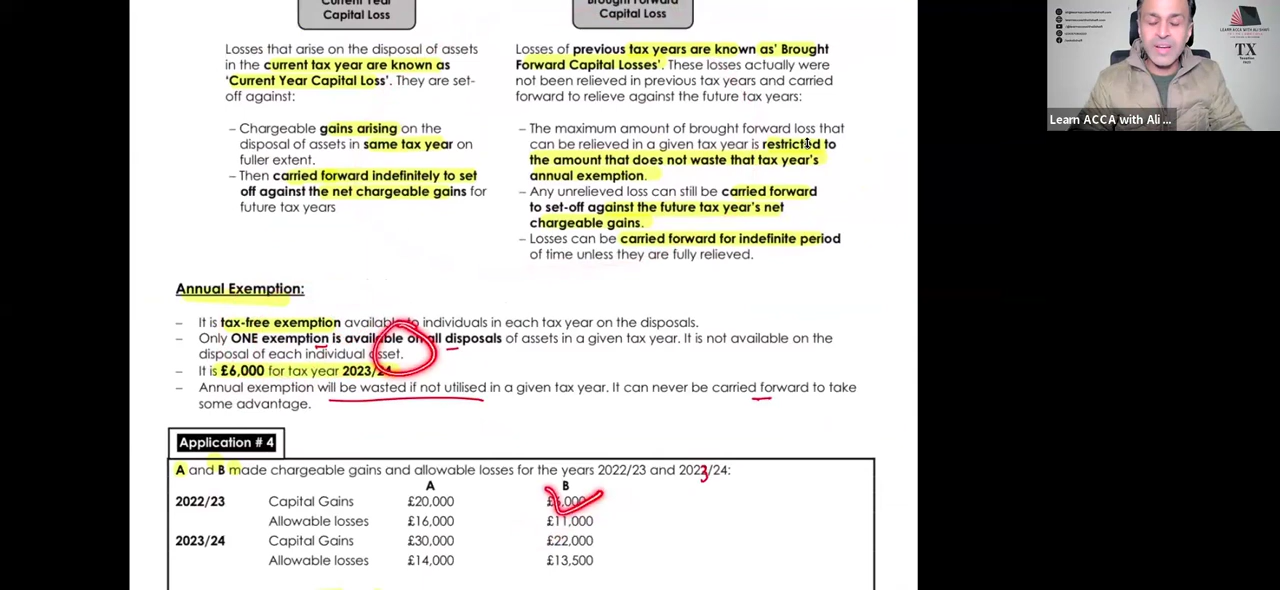 Current Year
Capital Loss
Brought Forward
Capital Loss
Losses that arise on the disposal of assets
in the current tax year are known as
‘Current Year Capital Loss’. They are set-
off against:
– Chargeable gains arising on the
disposal of assets in same tax year on
fuller extent.
– Then carried forward indefinitely to set
off against the net chargeable gains for
future tax years
Losses of previous tax years are known as’ Brought
Forward Capital Losses’. These losses actually were
not been relieved in previous tax years and carried
forward to relieve against the future tax years:
– The maximum amount of brought forward loss that
can be relieved in a given tax year is restricted to
the amount that does not waste that tax year’s
annual exemption.
– Any unrelieved loss can still be carried forward
to set-off against the future tax year’s net
chargeable gains.
– Losses can be carried forward for indefinite period
of time unless they are fully relieved.
Annual Exemption:
– It is tax-free exemption available to individuals in each tax year on the disposals.
– Only ONE exemption is available on all disposals of assets in a given tax year. It is not available on the
disposal of each individual asset.
– It is £6,000 for tax year 2023/24
– Annual exemption will be wasted if not utilised in a given tax year. It can never be carried forward to take
some advantage.
Application # 4
A and B made chargeable gains and allowable losses for the years 2022/23 and 2023/24:
A B
2022/23 Capital Gains £20,000 ,000
Allowable losses £16,000 £11,000
2023/24 Capital Gains £30,000 £22,000
Allowable losses £14,000 £13,500
LEARN ACCA WITH ALI
TX
Learn ACCA with Ali ...